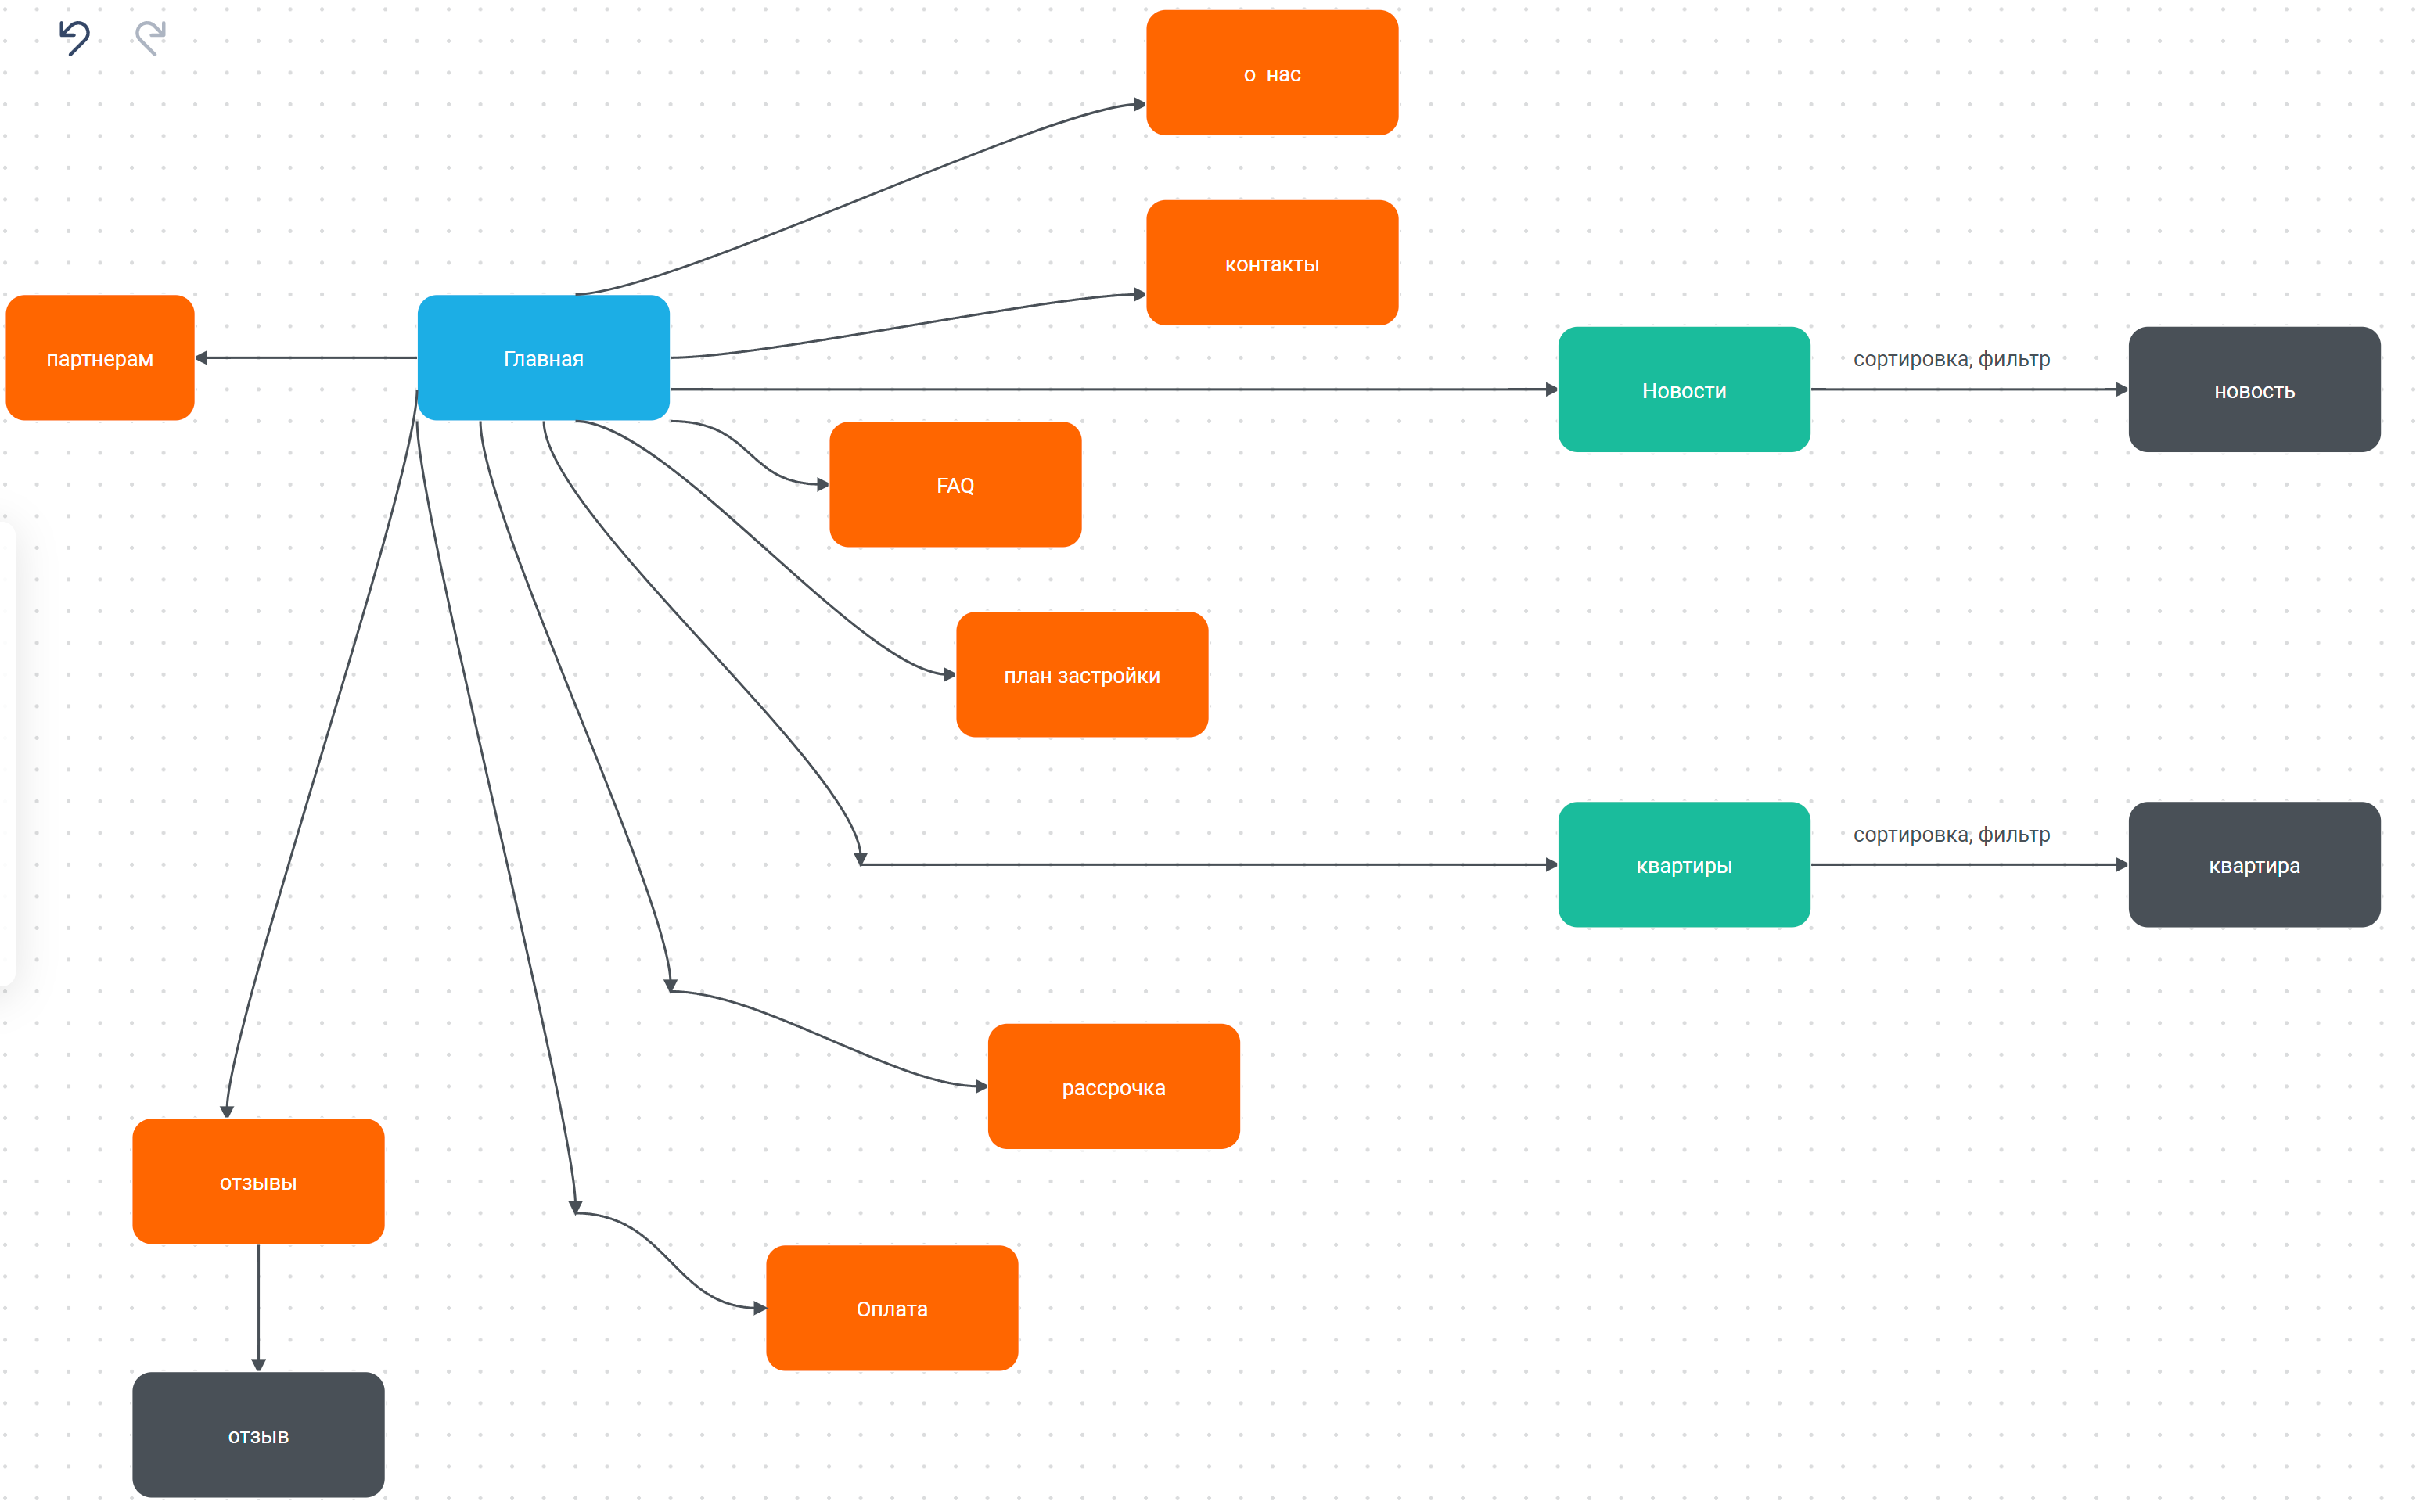 о  нас
контакты
партнерам
Главная
Новости
сортировка, фильтр
новость
FAQ
план застройки
квартиры
сортировка, фильтр
квартира
рассрочка
отзывы
Оплата
отзыв